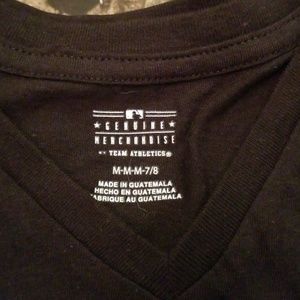 GENUINE
MERCHANDISE
BY TEAM ATHLETICS®
M-M-M-7/8
MADE IN GUATEMALA
HECHO EN GUATEMALA
FABRIQUE AU GUATEMALA